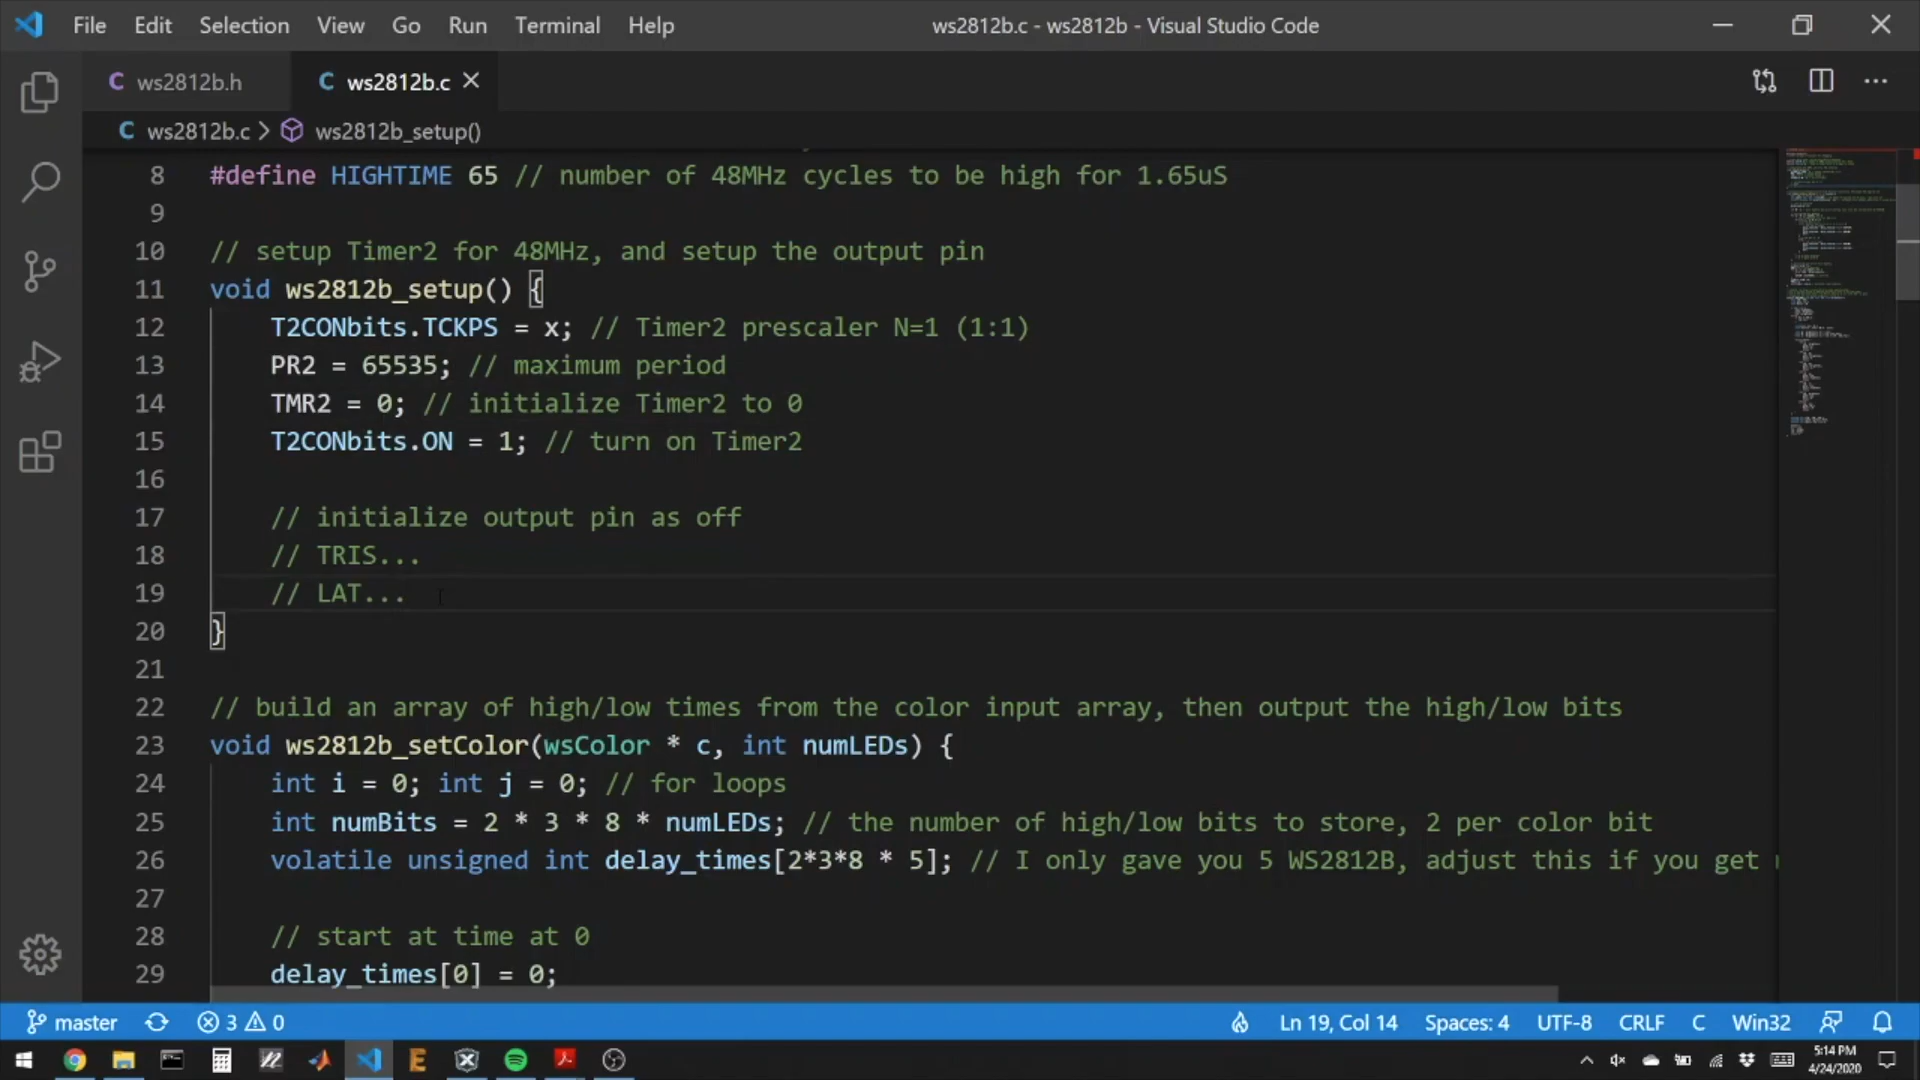 File Edit Selection View Go Run Terminal Help ws2812b.c - ws2812b - Visual Studio Code
C ws2812b.h C ws2812b.c
C ws2812b.c > ws2812b_setup()
8 #define HIGHTIME 65 // number of 48MHz cycles to be high for 1.65uS
9
10 // setup Timer2 for 48MHz, and setup the output pin
11 void ws2812b_setup() {
12 T2CONbits.TCKPS = x; // Timer2 prescaler N=1 (1:1)
13 PR2 = 65535; // maximum period
14 TMR2 = 0; // initialize Timer2 to 0
15 T2CONbits.ON = 1; // turn on Timer2
16
17 // initialize output pin as off
18 // TRIS...
19 // LAT...
20 }
21
22 // build an array of high/low times from the color input array, then output the high/low bits
23 void ws2812b_setColor(wsColor * c, int numLEDs) {
24 int i = 0; int j = 0; // for loops
25 int numBits = 2 * 3 * 8 * numLEDs; // the number of high/low bits to store, 2 per color bit
26 volatile unsigned int delay_times[2*3*8 * 5]; // I only gave you 5 WS2812B, adjust this if you get
27
28 // start at time at 0
29 delay_times[0] = 0;
master 3 0 Ln 19, Col 14 Spaces: 4 UTF-8 CRLF C Win32
5:14 PM
4/24/2020